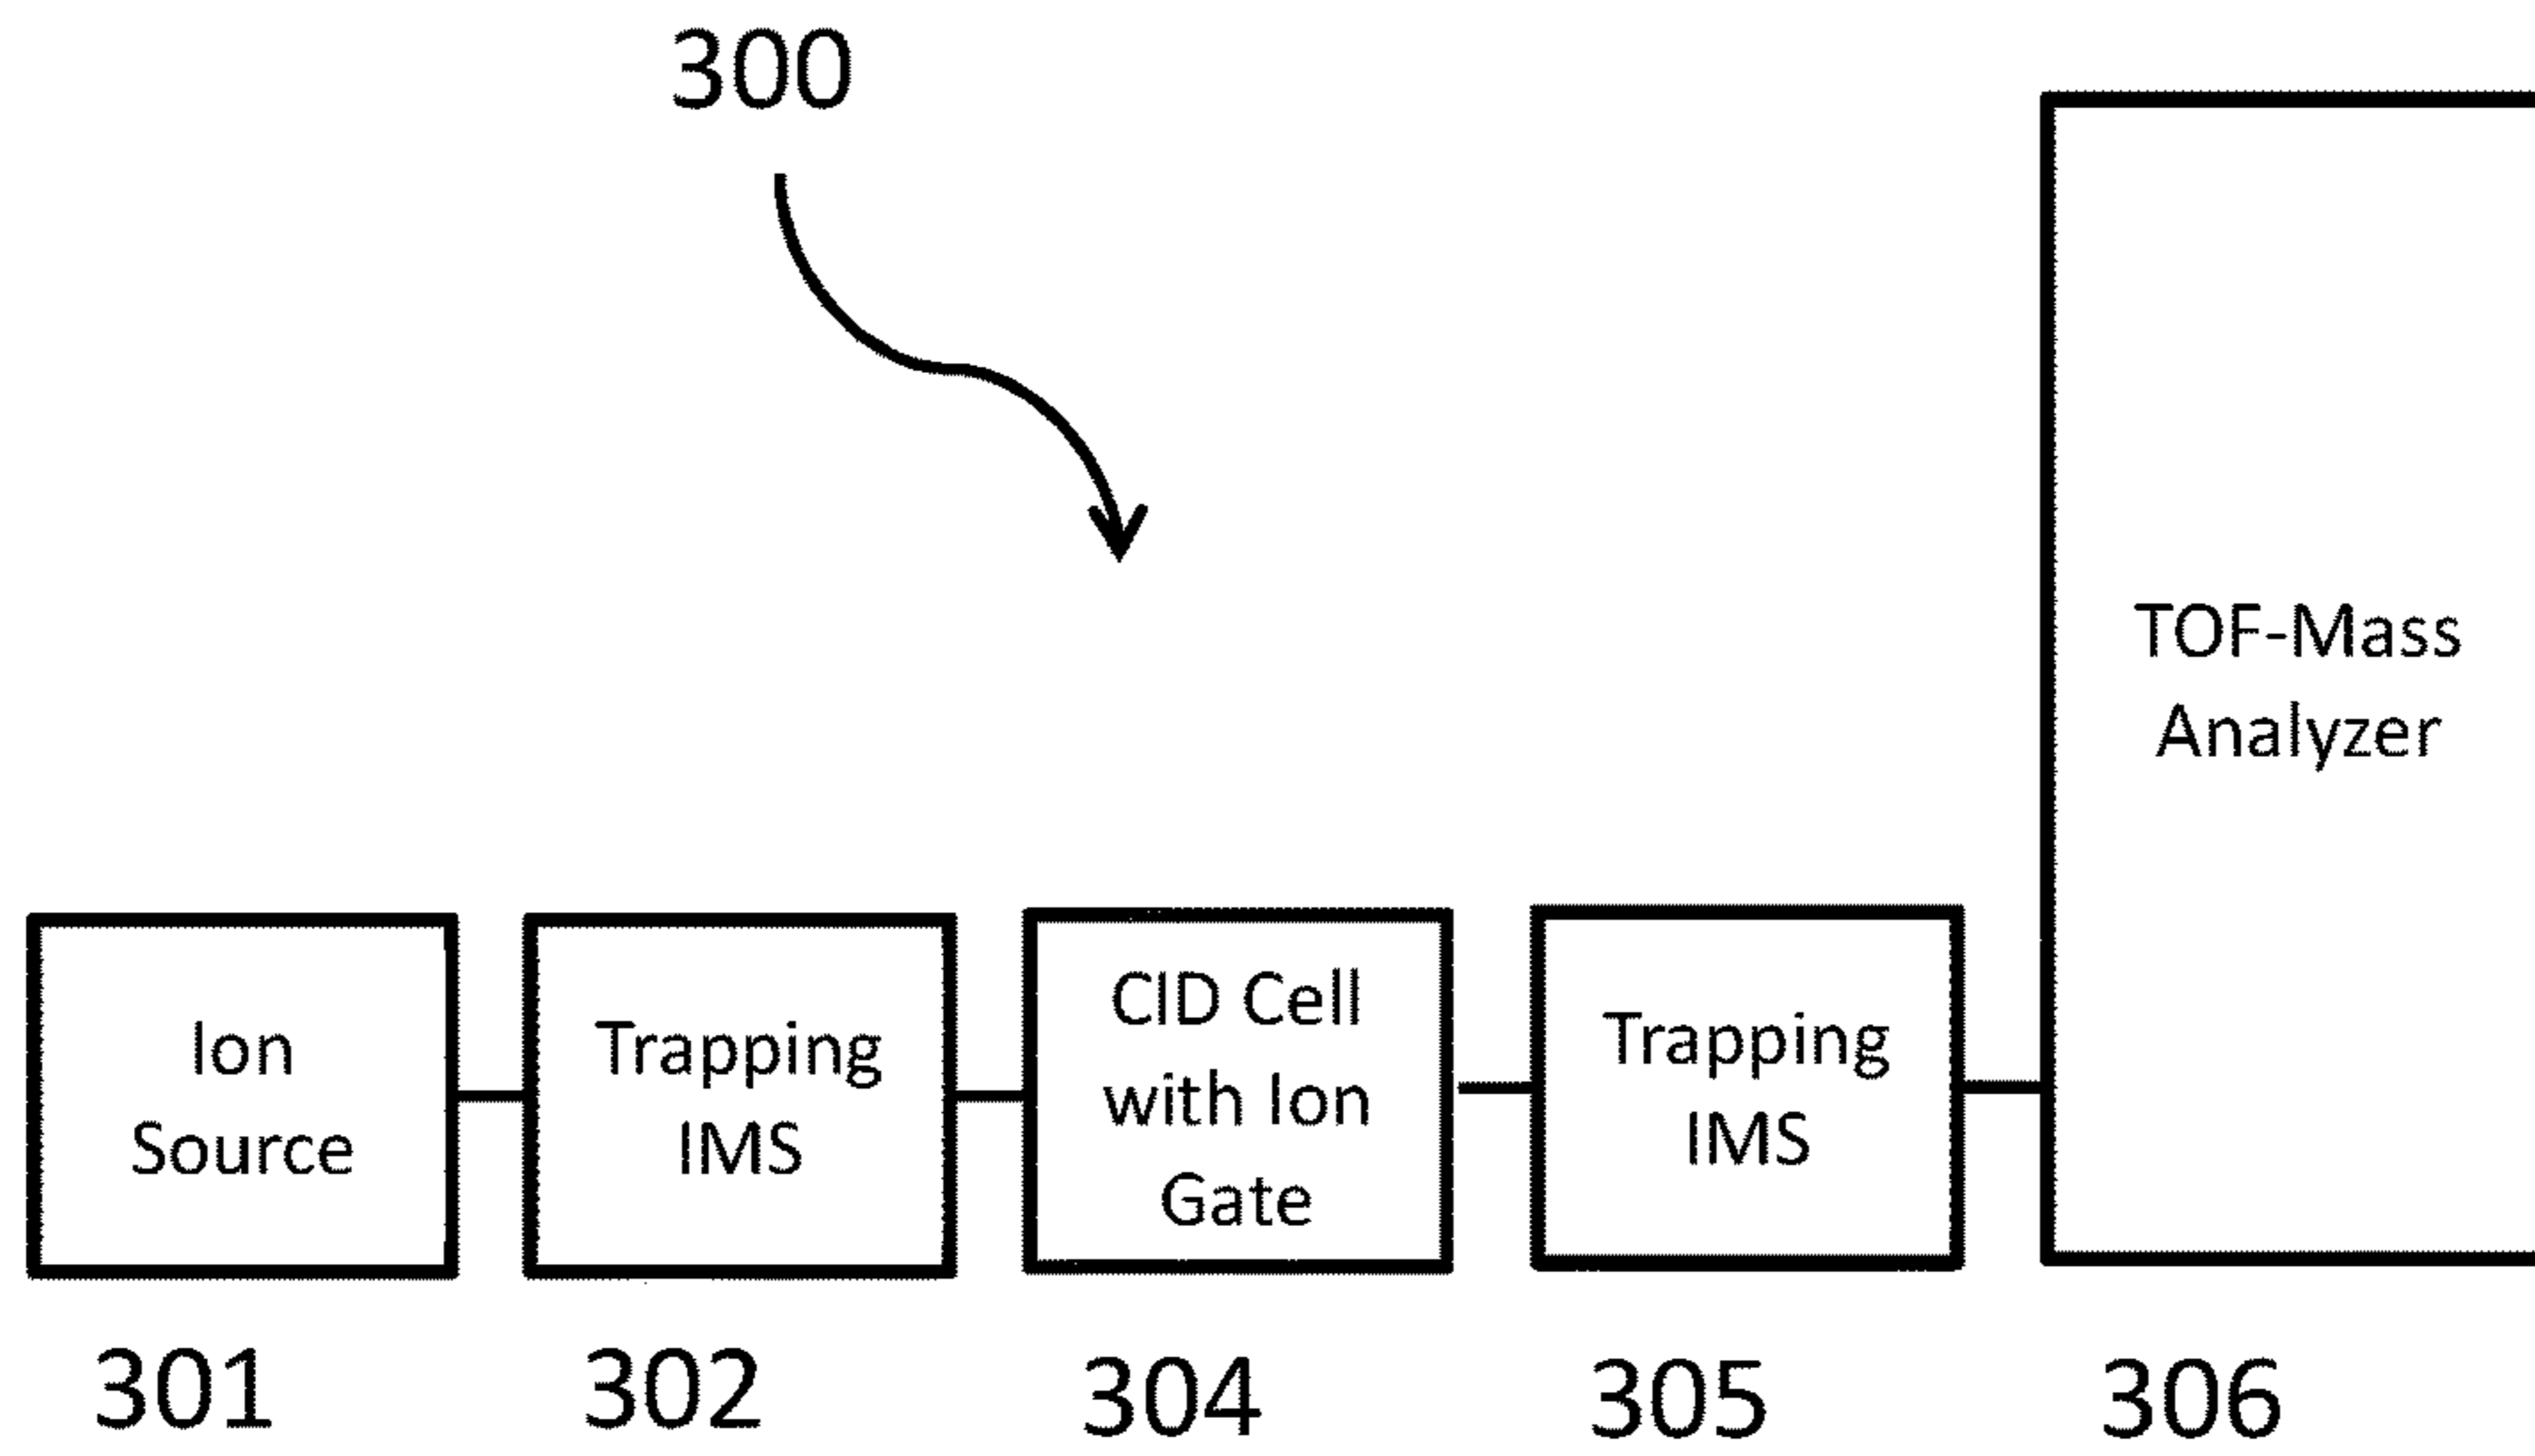 300
TOF-Mass
Analyzer
Ion
Source
Trapping
IMS
CID Cell
with Ion
Gate
Trapping
IMS
301
302
304
305
306